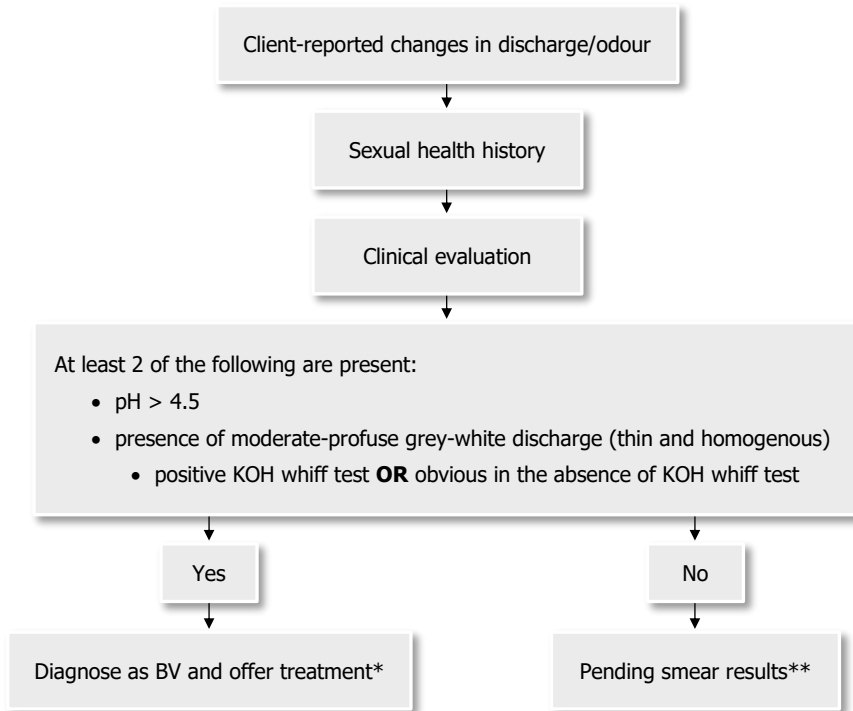 Client-reported changes in discharge/odour
Sexual health history
Clinical evaluation
At least 2 of the following are present:
• pH > 4.5
• presence of moderate-profuse grey-white discharge (thin and homogenous)
• positive KOH whiff test OR obvious in the absence of KOH whiff test
Yes
No
Diagnose as BV and offer treatment*
Pending smear results**